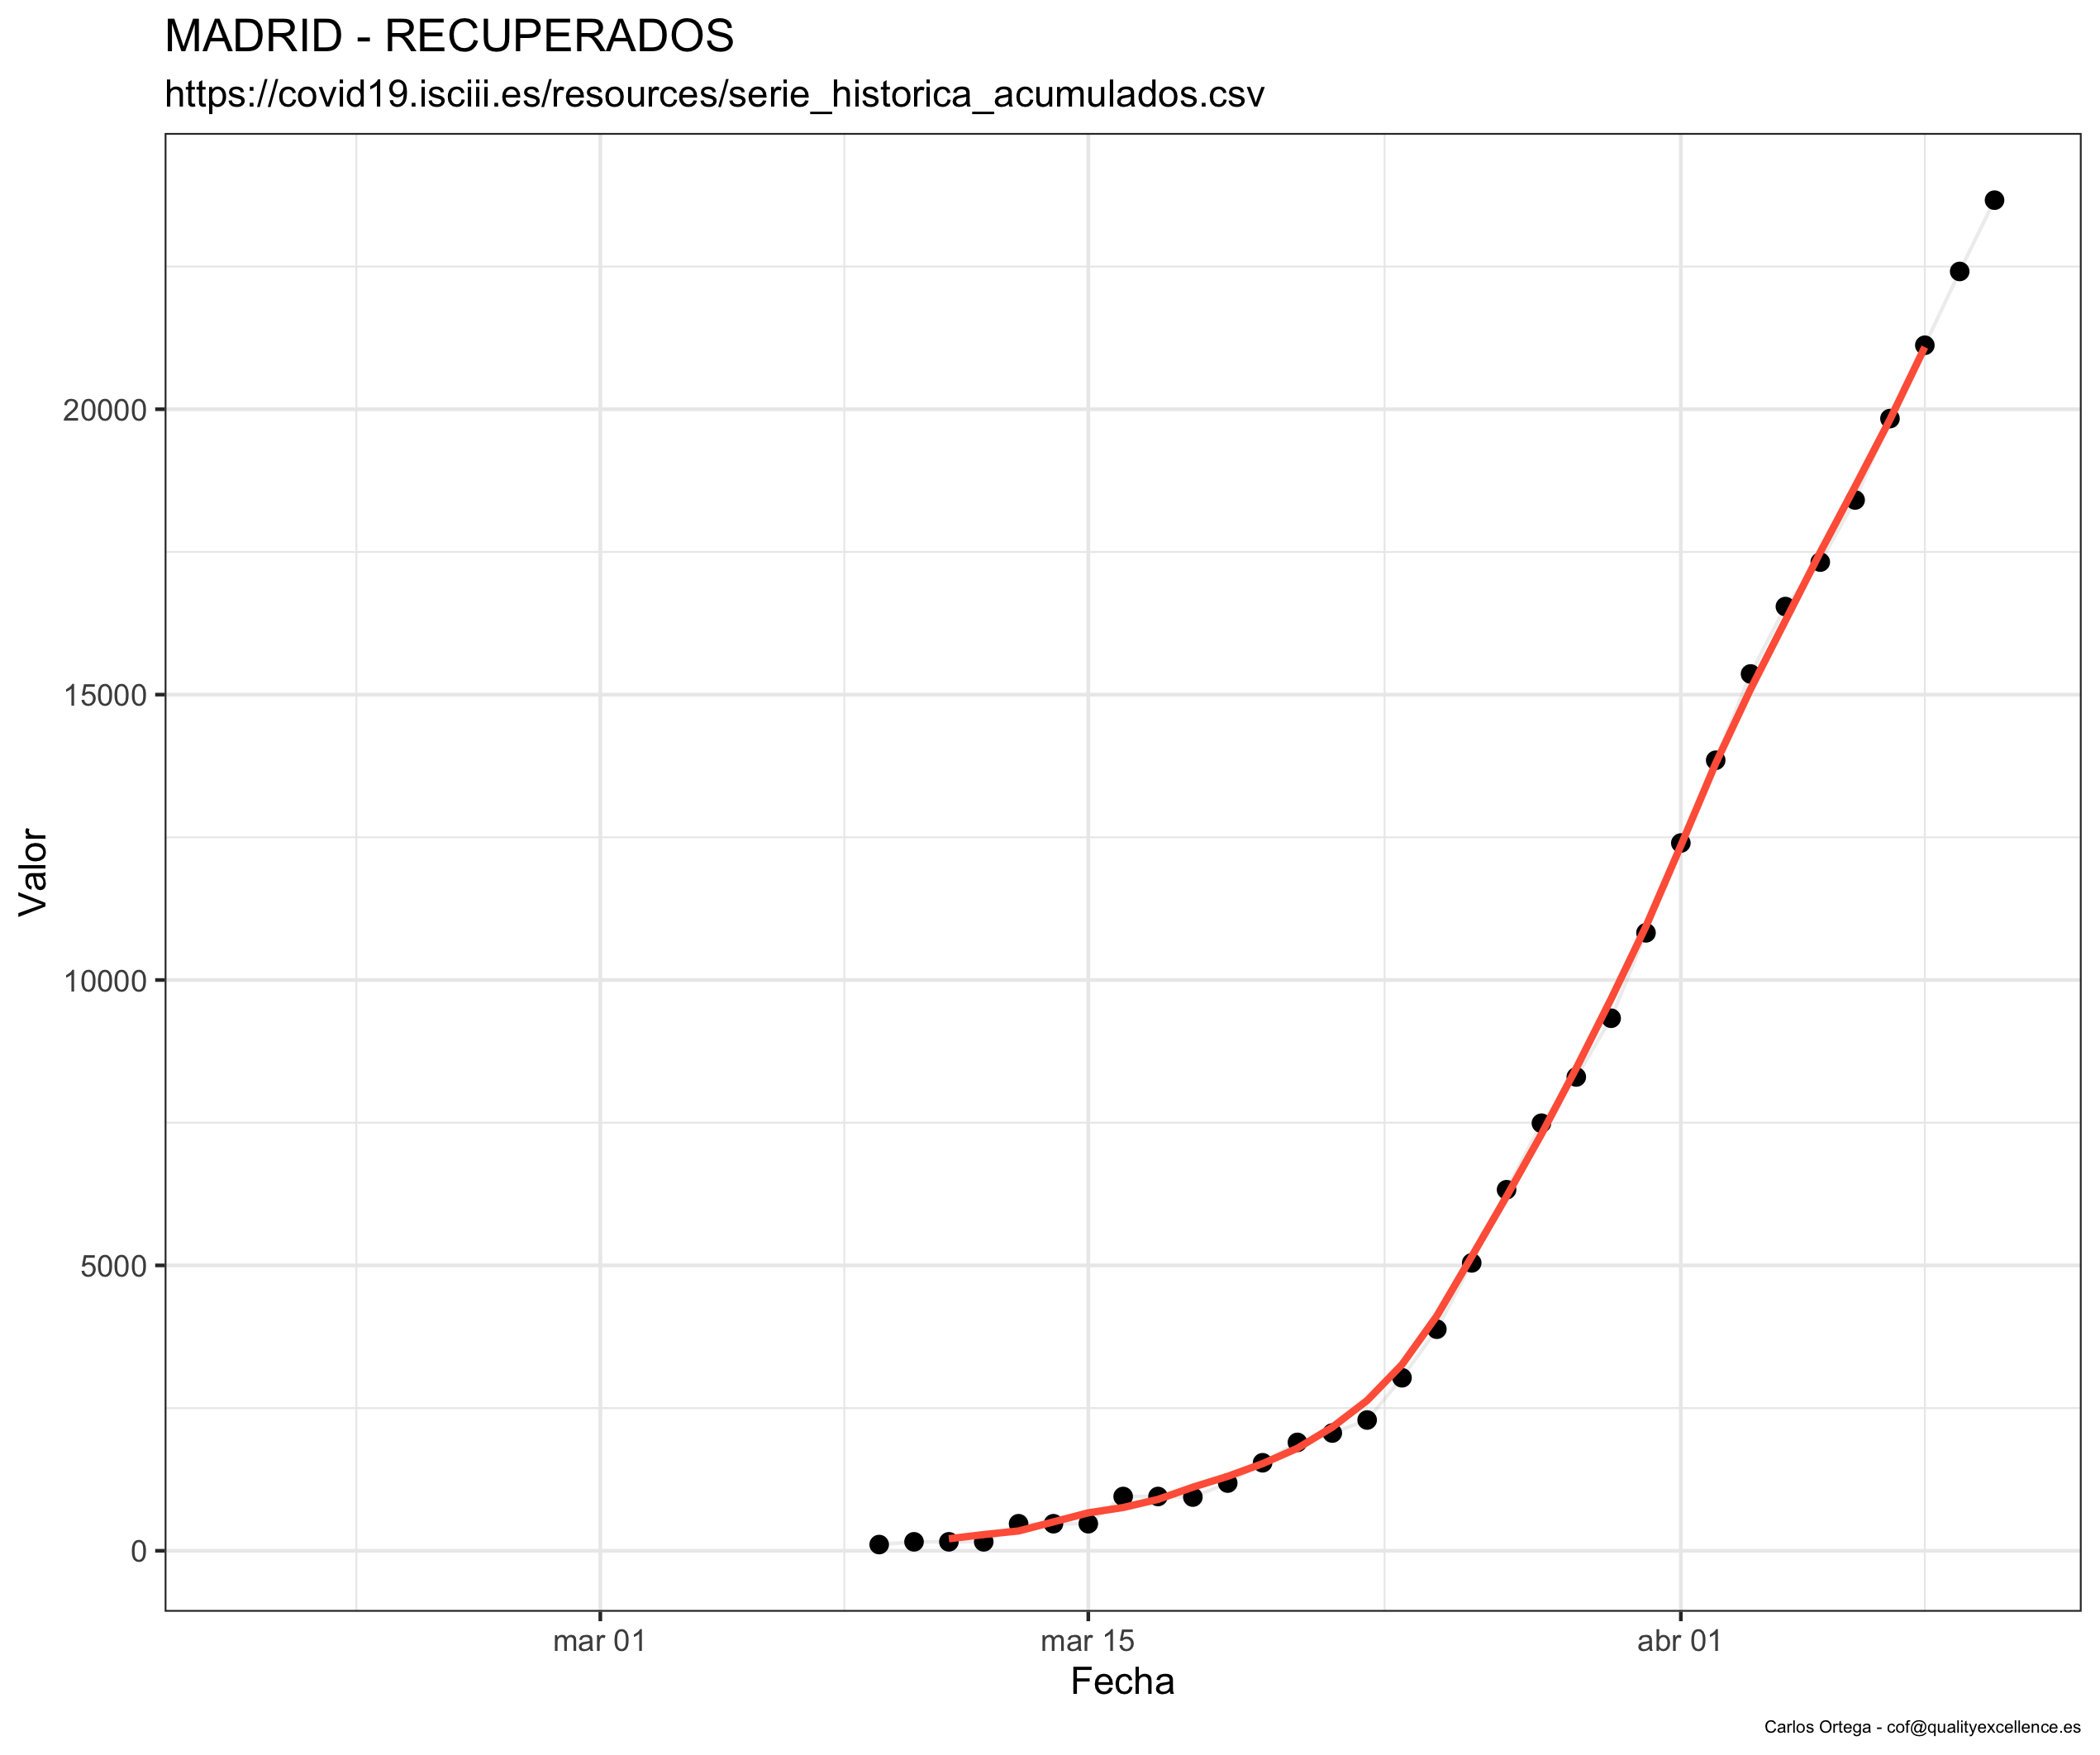 MADRID - RECUPERADOS
https://covid19.isciii.es/resources/serie_historica_acumulados.csv
Valor
20000
15000
10000
5000
0
mar 01
mar 15
abr 01
Fecha
Carlos Ortega - cof@qualityexcellence.es